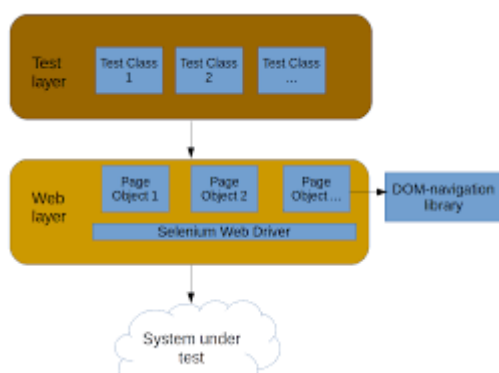 Test
layer
Test Class
1
Test Class
2
Test Class
...
Web
layer
Page
Object 1
Page
Object 2
Page
Object ...
DOM-navigation
library
Selenium Web Driver
System under
test